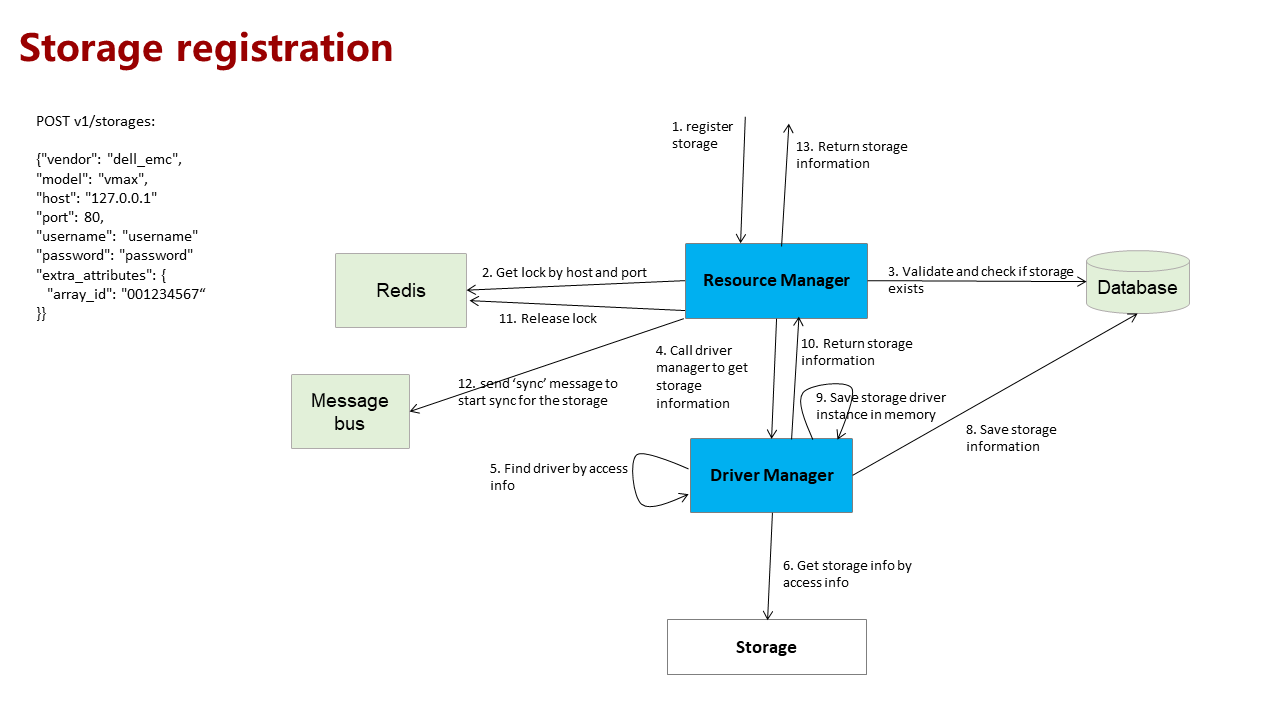 Storage registration
POST v1/storages:
{"vendor": "dell_emc",
"model": "vmax",
"host": "127.0.0.1"
"port": 80,
"username": "username"
"password": "password"
"extra_attributes": {
"array_id": "001234567“
}}
1. register
storage
13. Return storage
information
Redis
2. Get lock by host and port
Resource Manager
3. Validate and check if storage
exists
Database
11. Release lock
4. Call driver
manager to get
storage
information
10. Return storage
information
Message
bus
12. send ‘sync’ message to
start sync for the storage
9. Save storage driver
instance in memory
8. Save storage
information
5. Find driver by access
info
Driver Manager
6. Get storage info by
access info
Storage